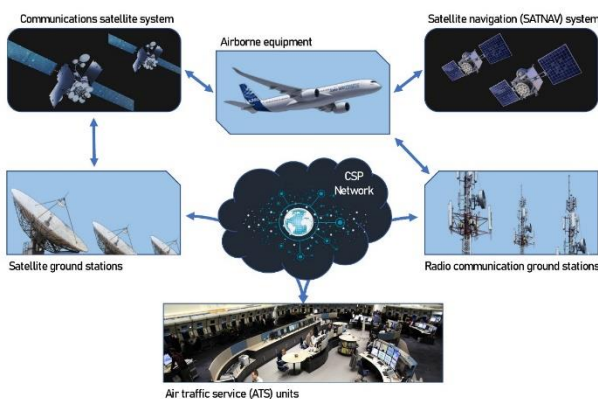 Communications satellite system
Satellite navigation (SATNAV) system
Airborne equipment
CSP
Network
Satellite ground stations
Radio communication ground stations
Air traffic service (ATS) units